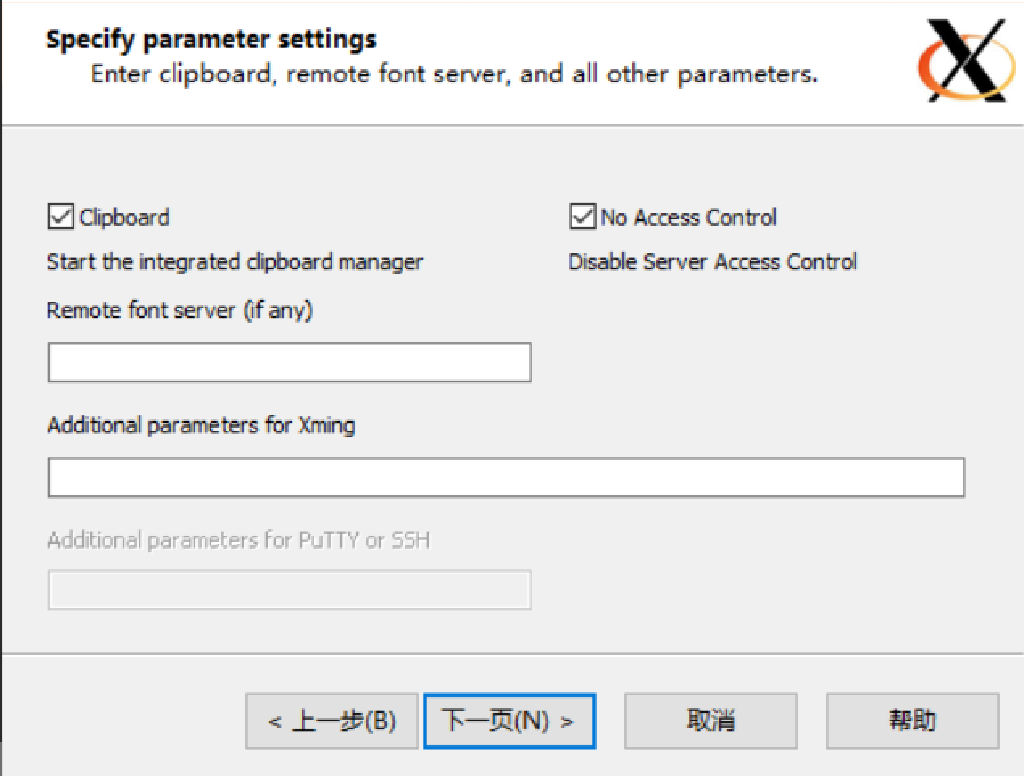 Specify parameter settings
Enter clipboard, remote font server, and all other parameters.
Clipboard
No Access Control
Start the integrated clipboard manager
Disable Server Access Control
Remote font server (if any)
Additional parameters for Xming
Additional parameters for PuTTY or SSH
< 上一步(B)
下一页(N) >
取消
帮助